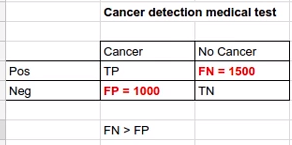 Cancer detection medical test
Cancer No Cancer
Pos TP FN = 1500
Neg FP = 1000 TN
FN > FP